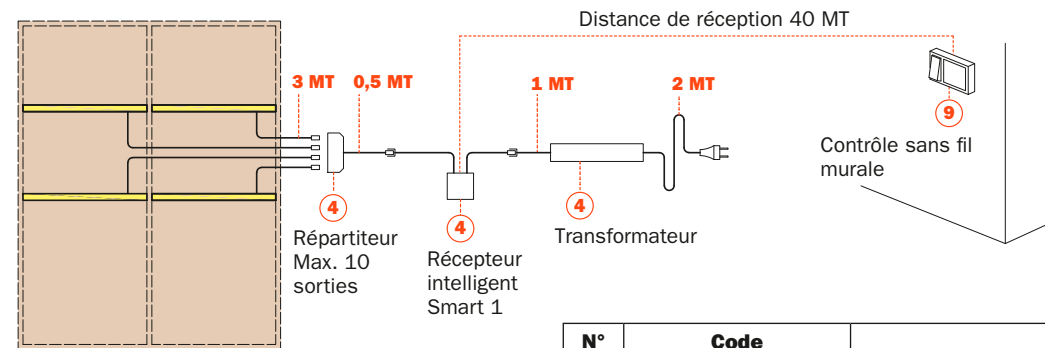 Distance de réception 40 MT
3 MT
0,5 MT
1 MT
2 MT
9
Contrôle sans fil
murale
4
Répartiteur
Max. 10
sorties
4
Récepteur
intelligent
Smart 1
4
Transformateur
N°
Code